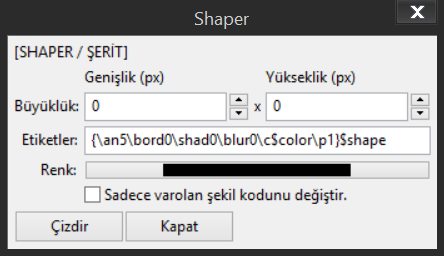 Shaper
X
[SHAPER / ŞERİT]
Genişlik (px) Yükseklik (px)
Büyüklük: 0 x 0
Etiketler: {\an5\bord0\shad0\blur0\c$color\p1}$shape
Renk:
Sadece varolan şekil kodunu değiştir.
Çizdir Kapat